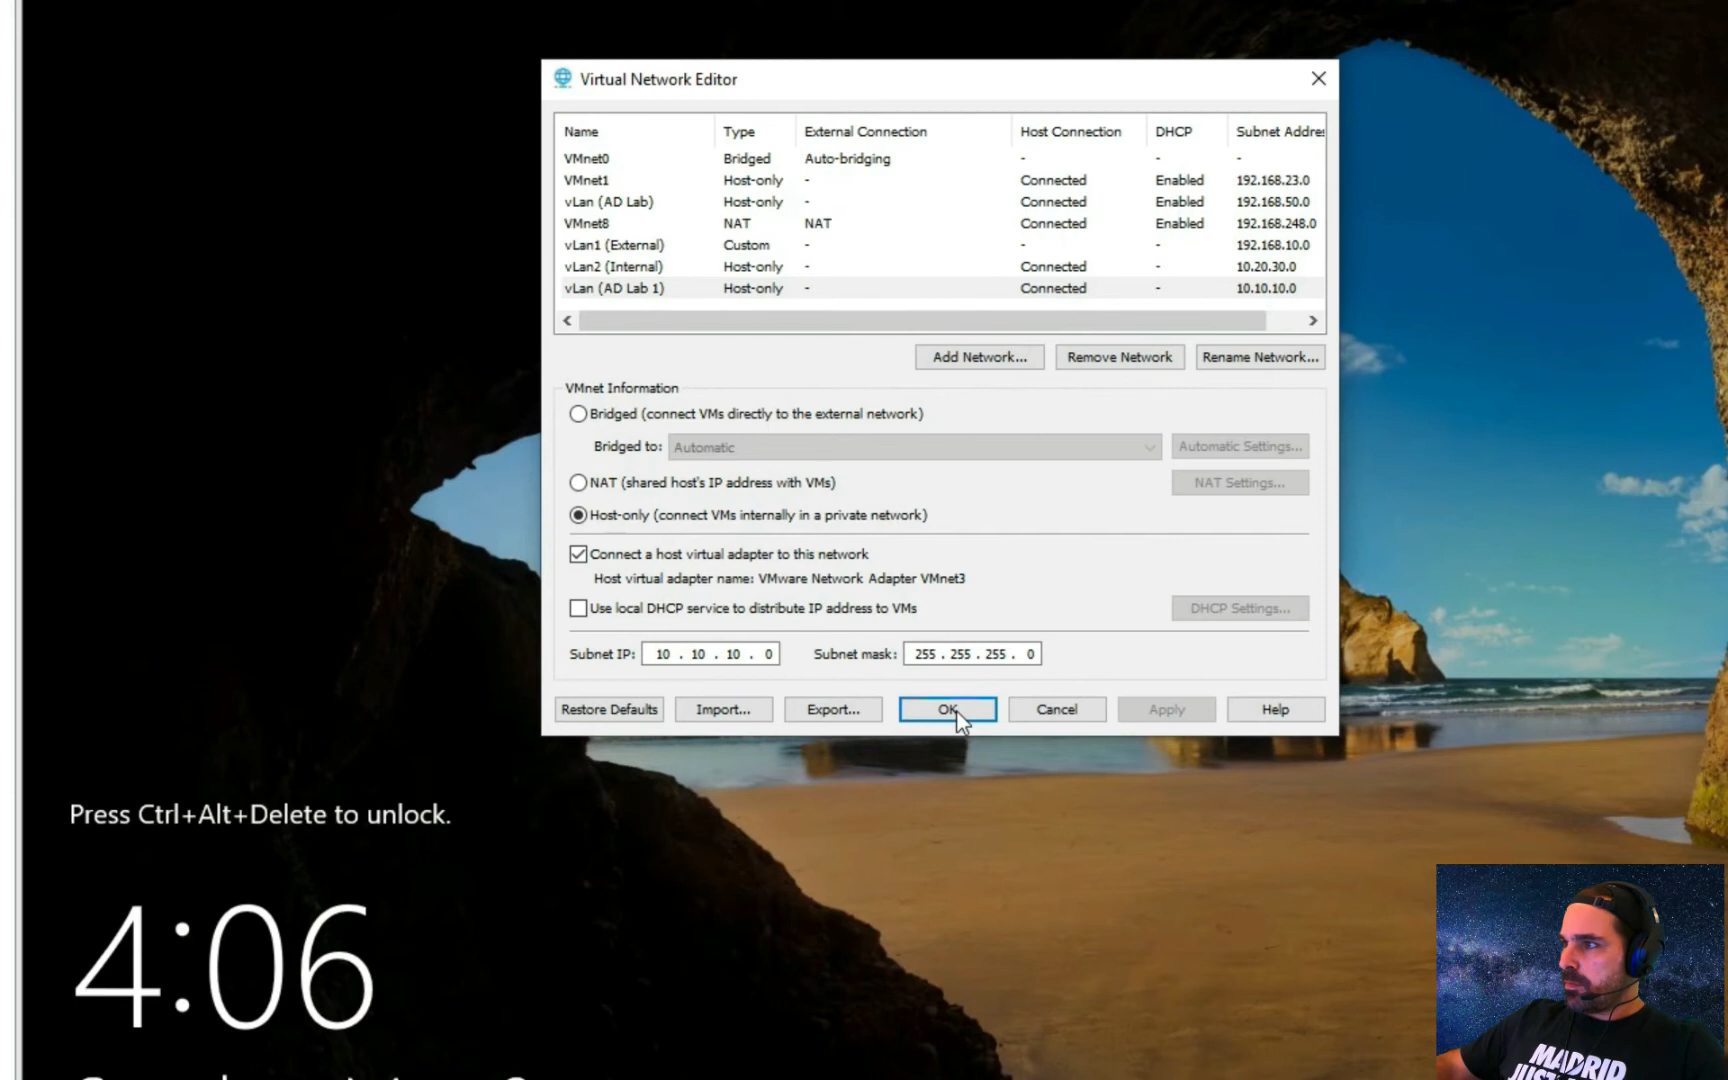 Virtual Network Editor
Name Type External Connection Host Connection DHCP Subnet Addre
VMnet0 Bridged Auto-bridging - - -
VMnet1 Host-only - Connected Enabled 192.168.23.0
vLan (AD Lab) Host-only - Connected Enabled 192.168.50.0
VMnet8 NAT NAT Connected Enabled 192.168.248.0
vLan1 (External) Custom - - - 192.168.10.0
vLan2 (Internal) Host-only - Connected - 10.20.30.0
vLan (AD Lab 1) Host-only - Connected - 10.10.10.0
Add Network... Remove Network Rename Network...
VMnet Information
Bridged (connect VMs directly to the external network)
Bridged to: Automatic Automatic Settings...
NAT (shared host's IP address with VMs) NAT Settings...
Host-only (connect VMs internally in a private network)
Connect a host virtual adapter to this network
Host virtual adapter name: VMware Network Adapter VMnet3
Use local DHCP service to distribute IP address to VMs DHCP Settings...
Subnet IP: 10 . 10 . 10 . 0 Subnet mask: 255 . 255 . 255 . 0
Restore Defaults Import... Export... OK Cancel Apply Help
Press Ctrl+Alt+Delete to unlock.
4:06
MADRID
JUST